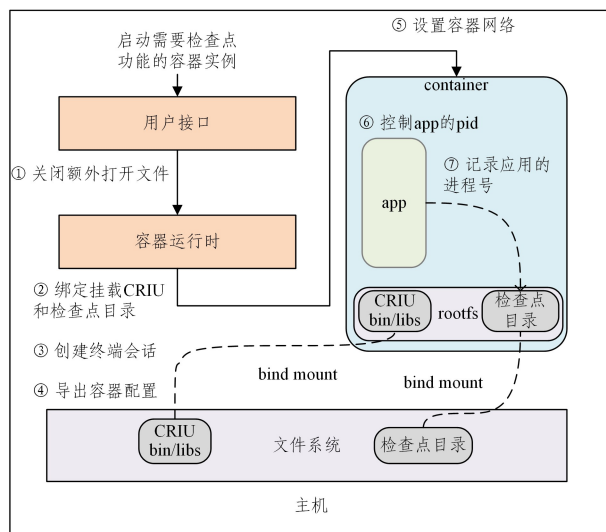 ⑤ 设置容器网络
启动需要检查点
功能的容器实例
container
用户接口
⑥ 控制app的pid
① 关闭额外打开文件
⑦ 记录应用的
进程号
app
容器运行时
② 绑定挂载CRIU
和检查点目录
CRIU
bin/libs
rootfs
检查点
目录
③ 创建终端会话
bind mount
bind mount
④ 导出容器配置
CRIU
bin/libs
文件系统
检查点目录
主机